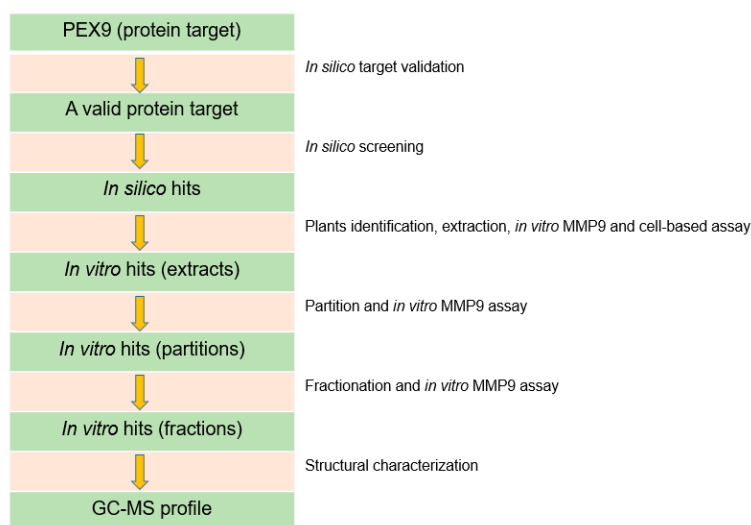 PEX9 (protein target)
In silico target validation
A valid protein target
In silico screening
In silico hits
Plants identification, extraction, in vitro MMP9 and cell-based assay
In vitro hits (extracts)
Partition and in vitro MMP9 assay
In vitro hits (partitions)
Fractionation and in vitro MMP9 assay
In vitro hits (fractions)
Structural characterization
GC-MS profile